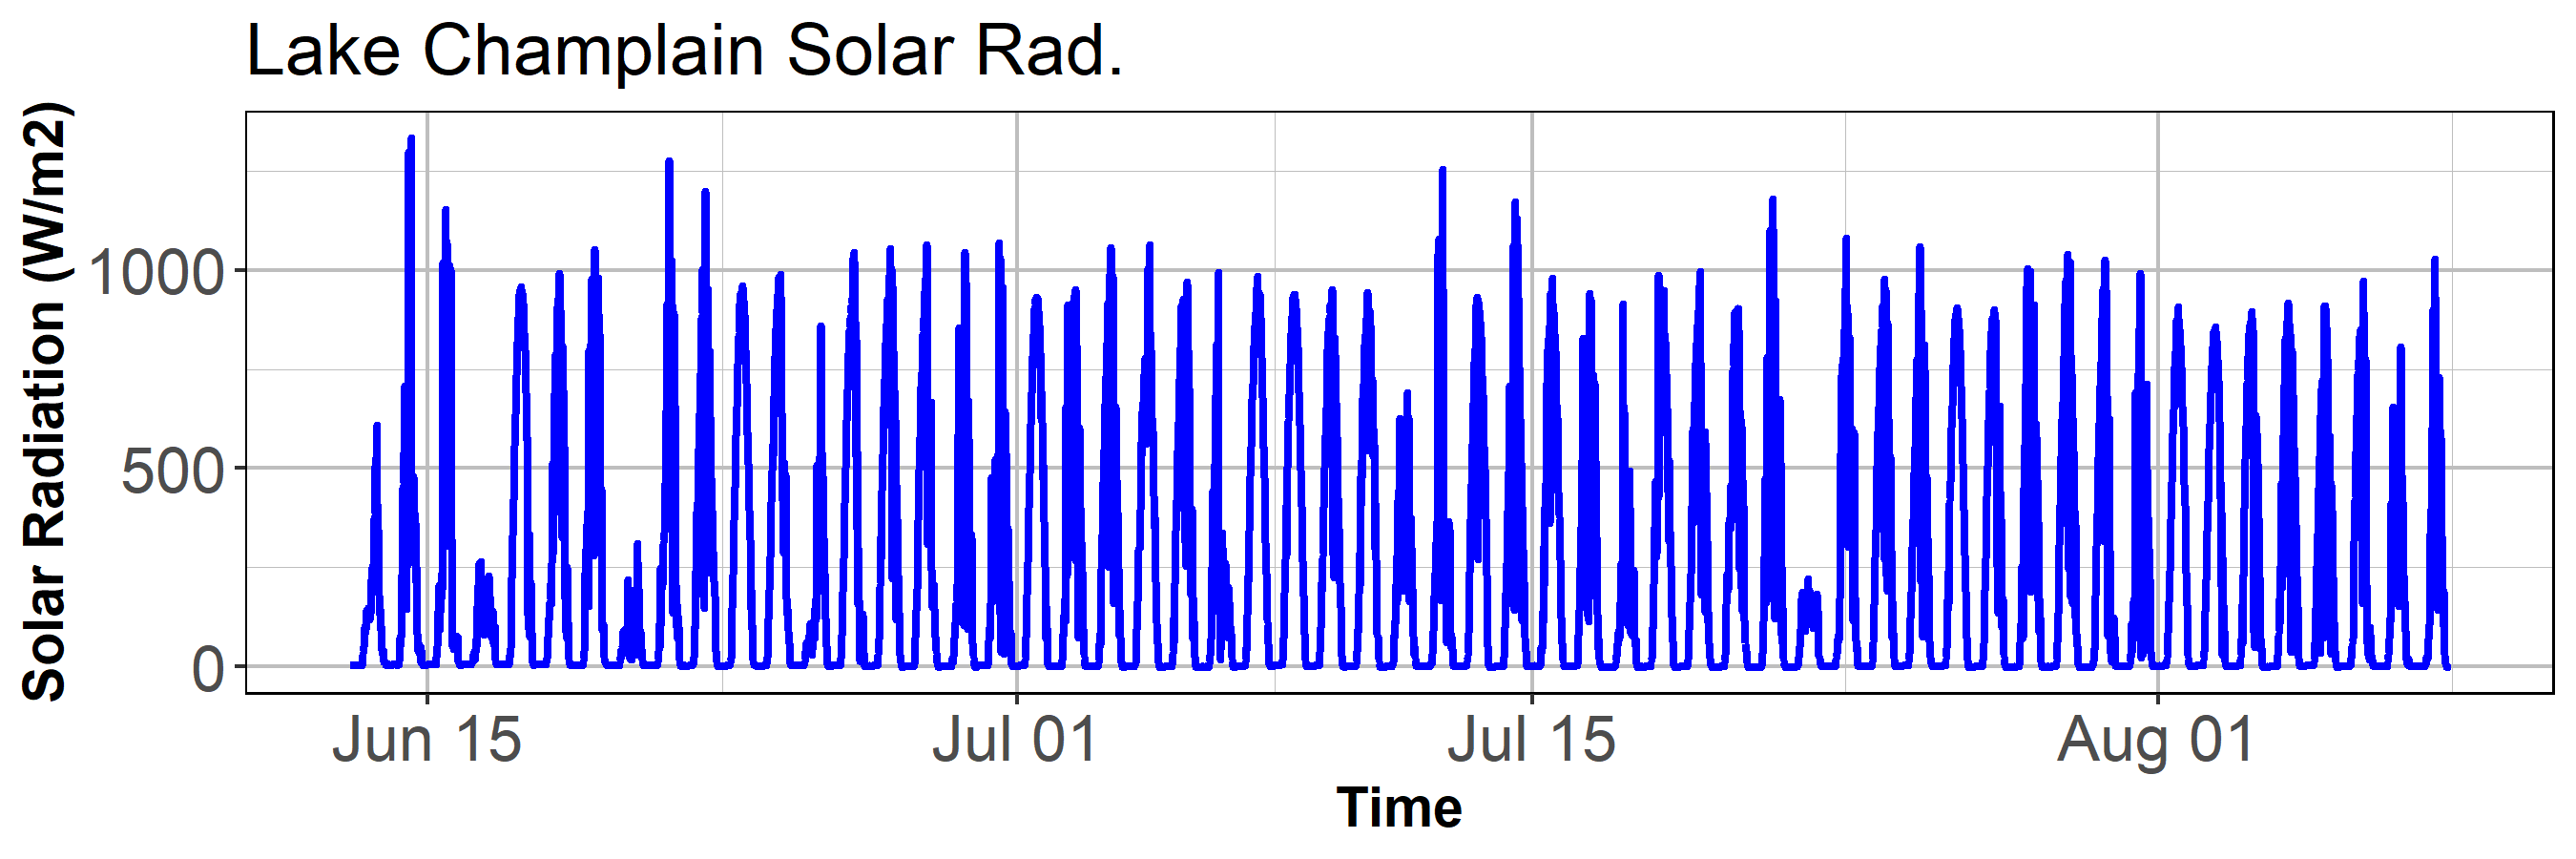 Lake Champlain Solar Rad.
Solar Radiation (W/m2)
1000
500
0
Jun 15
Jul 01
Jul 15
Aug 01
Time